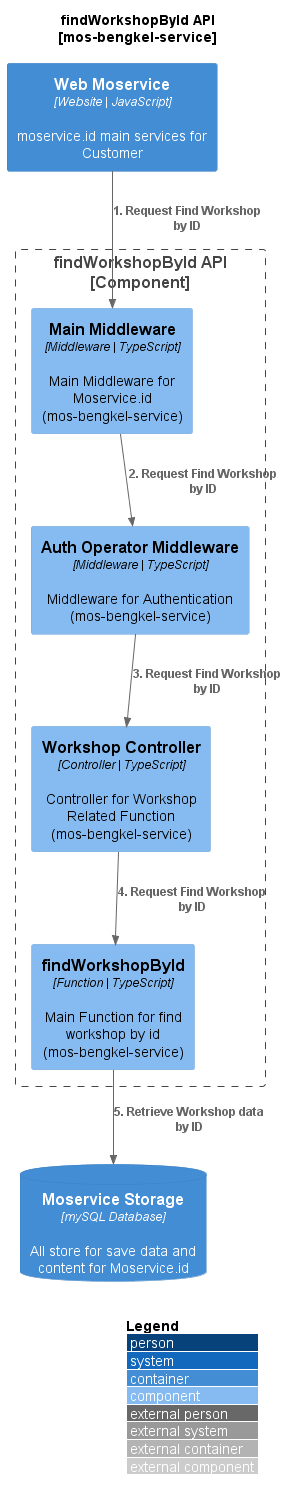 findWorkshopById API
[mos-bengkel-service]
Web Moservice
[Website | JavaScript]
moservice.id main services for
Customer
1. Request Find Workshop
by ID
findWorkshopById API
[Component]
Main Middleware
[Middleware | TypeScript]
Main Middleware for
Moservice.id
(mos-bengkel-service)
2. Request Find Workshop
by ID
Auth Operator Middleware
[Middleware | TypeScript]
Middleware for Authentication
(mos-bengkel-service)
3. Request Find Workshop
by ID
Workshop Controller
[Controller | TypeScript]
Controller for Workshop
Related Function
(mos-bengkel-service)
4. Request Find Workshop
by ID
findWorkshopById
[Function | TypeScript]
Main Function for find
workshop by id
(mos-bengkel-service)
5. Retrieve Workshop data
by ID
Moservice Storage
[mySQL Database]
All store for save data and
content for Moservice.id
Legend
person
system
container
component
external person
external system
external container
external component